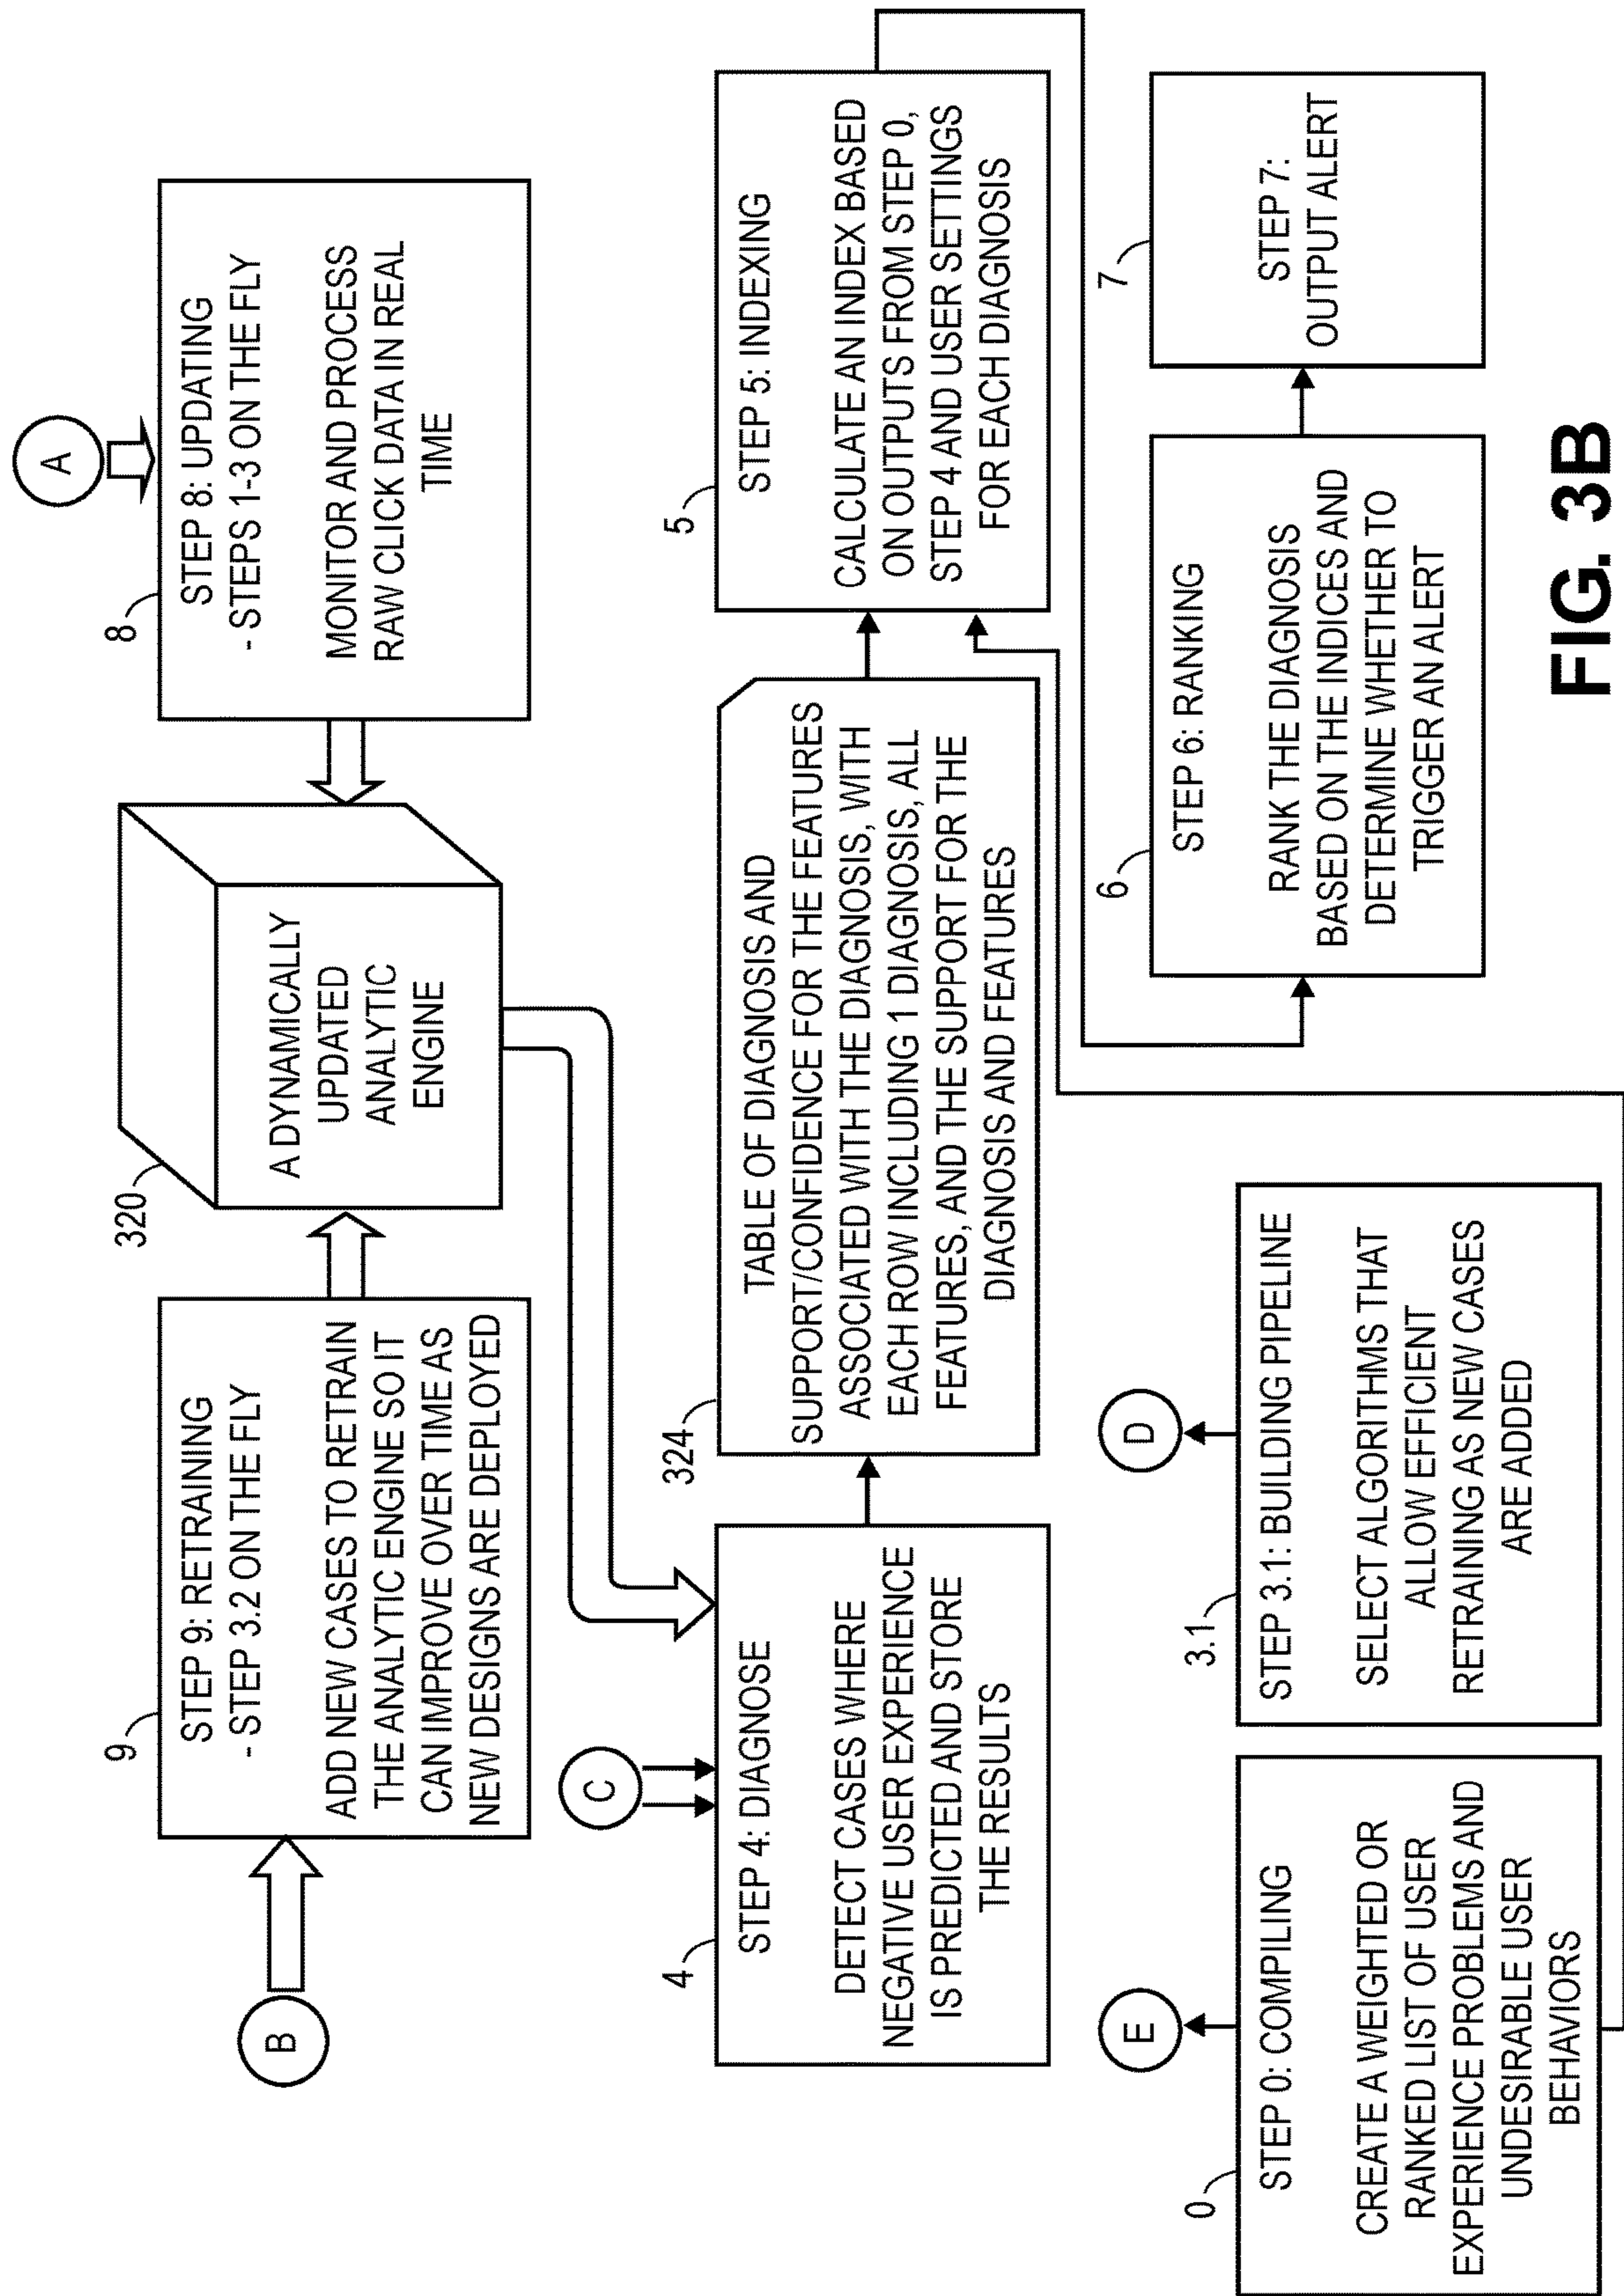 B
9
STEP 9: RETRAINING
- STEP 3.2 ON THE FLY
ADD NEW CASES TO RETRAIN
THE ANALYTIC ENGINE SO IT
CAN IMPROVE OVER TIME AS
NEW DESIGNS ARE DEPLOYED
320
A DYNAMICALLY
UPDATED
ANALYTIC
ENGINE
A
8
STEP 8: UPDATING
- STEPS 1-3 ON THE FLY
MONITOR AND PROCESS
RAW CLICK DATA IN REAL
TIME
C
4
STEP 4: DIAGNOSE
DETECT CASES WHERE
NEGATIVE USER EXPERIENCE
IS PREDICTED AND STORE
THE RESULTS
324
TABLE OF DIAGNOSIS AND
SUPPORT/CONFIDENCE FOR THE FEATURES
ASSOCIATED WITH THE DIAGNOSIS, WITH
EACH ROW INCLUDING 1 DIAGNOSIS, ALL
FEATURES, AND THE SUPPORT FOR THE
DIAGNOSIS AND FEATURES
5
STEP 5: INDEXING
CALCULATE AN INDEX BASED
ON OUTPUTS FROM STEP 0,
STEP 4 AND USER SETTINGS
FOR EACH DIAGNOSIS
E
0
STEP 0: COMPILING
CREATE A WEIGHTED OR
RANKED LIST OF USER
EXPERIENCE PROBLEMS AND
UNDESIRABLE USER
BEHAVIORS
D
3.1
STEP 3.1: BUILDING PIPELINE
SELECT ALGORITHMS THAT
ALLOW EFFICIENT
RETRAINING AS NEW CASES
ARE ADDED
6
STEP 6: RANKING
RANK THE DIAGNOSIS
BASED ON THE INDICES AND
DETERMINE WHETHER TO
TRIGGER AN ALERT
7
STEP 7:
OUTPUT ALERT
FIG. 3B